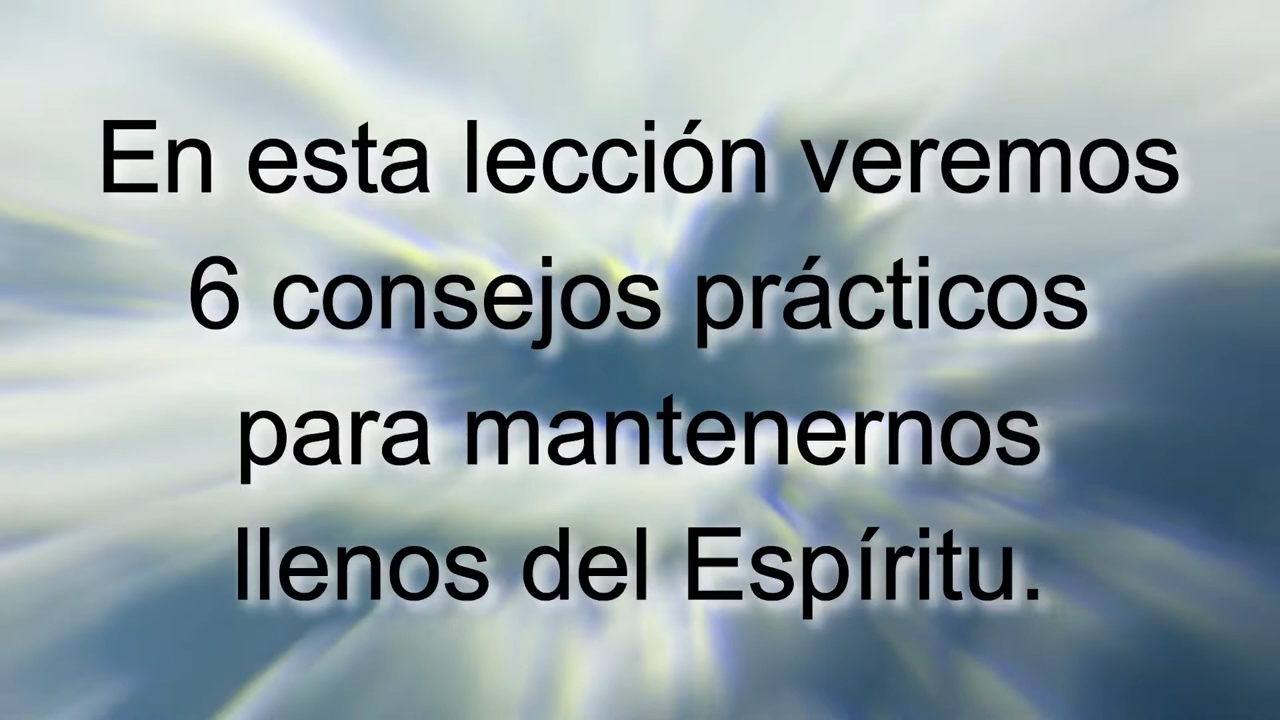 En esta lección veremos
6 consejos prácticos
para mantenernos
llenos del Espíritu.